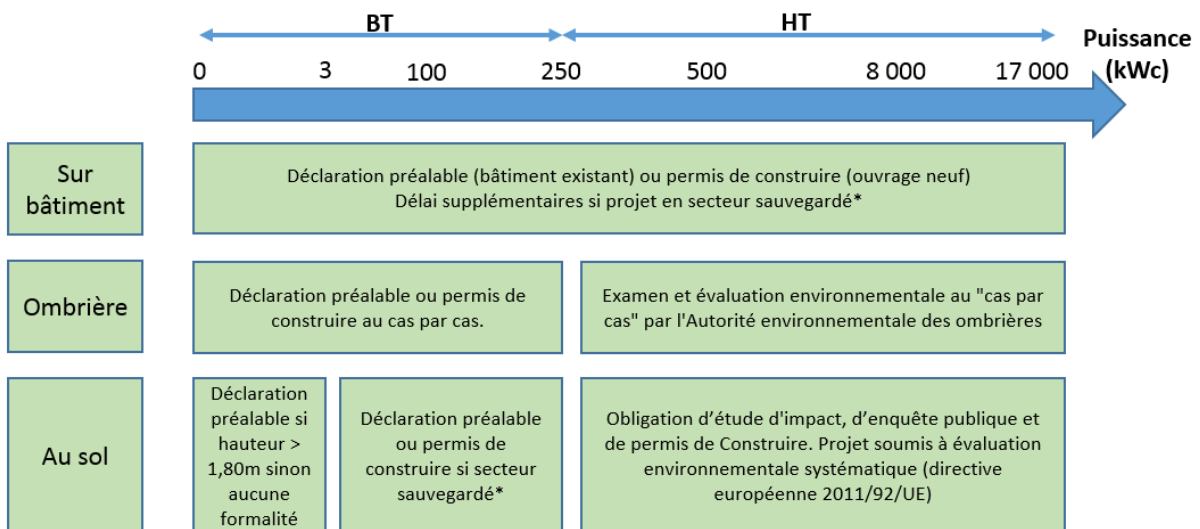 BT
HT
Puissance
(kWc)
0
3
100
250
500
8 000
17 000
Sur
bâtiment
Déclaration préalable (bâtiment existant) ou permis de construire (ouvrage neuf)
Délai supplémentaires si projet en secteur sauvegardé*
Ombrière
Déclaration préalable ou permis de
construire au cas par cas.
Examen et évaluation environnementale au "cas par
cas" par l'Autorité environnementale des ombrières
Au sol
Déclaration
préalable si
hauteur >
1,80m sinon
aucune
formalité
Déclaration préalable
ou permis de
construire si secteur
sauvegardé*
Obligation d’étude d'impact, d’enquête publique et
de permis de Construire. Projet soumis à évaluation
environnementale systématique (directive
européenne 2011/92/UE)